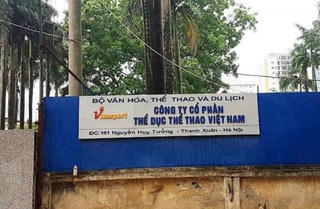 BỘ VĂN HÓA, THỂ THAO VÀ DU LỊCH
Vinasport
CÔNG TY CỔ PHẦN
THỂ DỤC THỂ THAO VIỆT NAM
ĐC: 181 Nguyễn Huy Tưởng - Thanh Xuân - Hà Nội